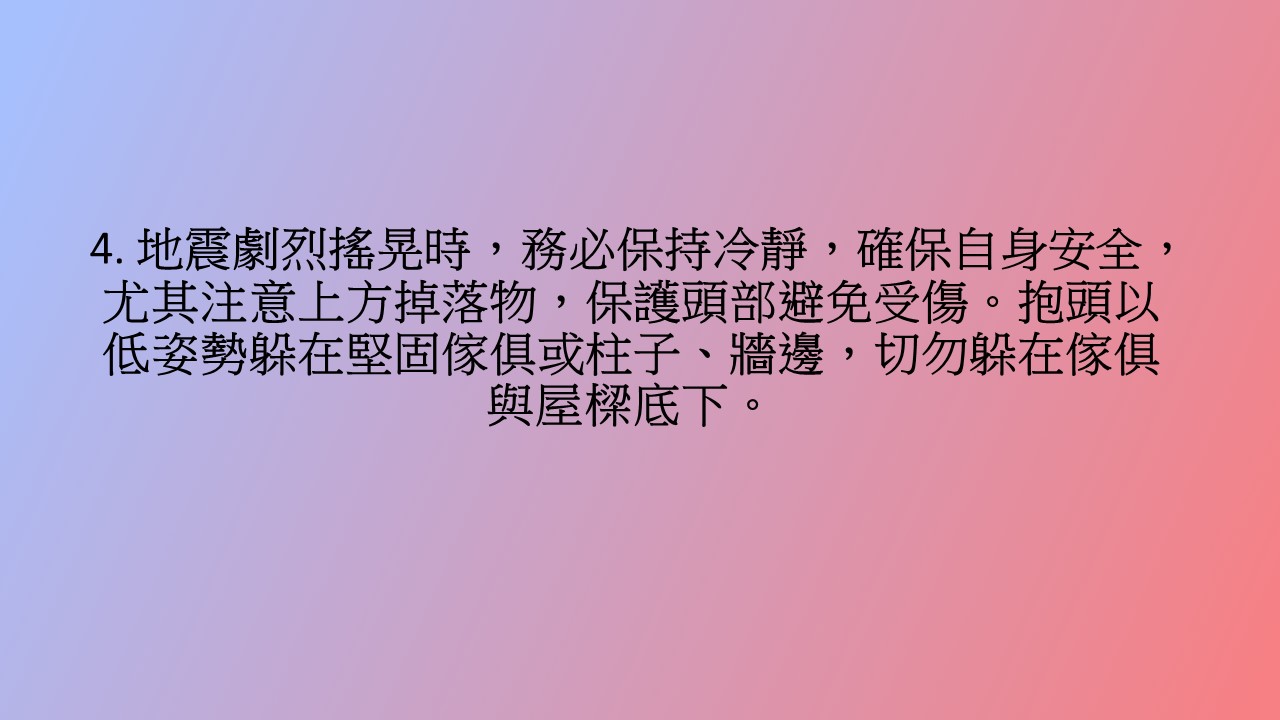 4. 地震劇烈搖晃時，務必保持冷靜，確保自身安全，
尤其注意上方掉落物，保護頭部避免受傷。抱頭以
低姿勢躲在堅固傢俱或柱子、牆邊，切勿躲在傢俱
與屋樑底下。